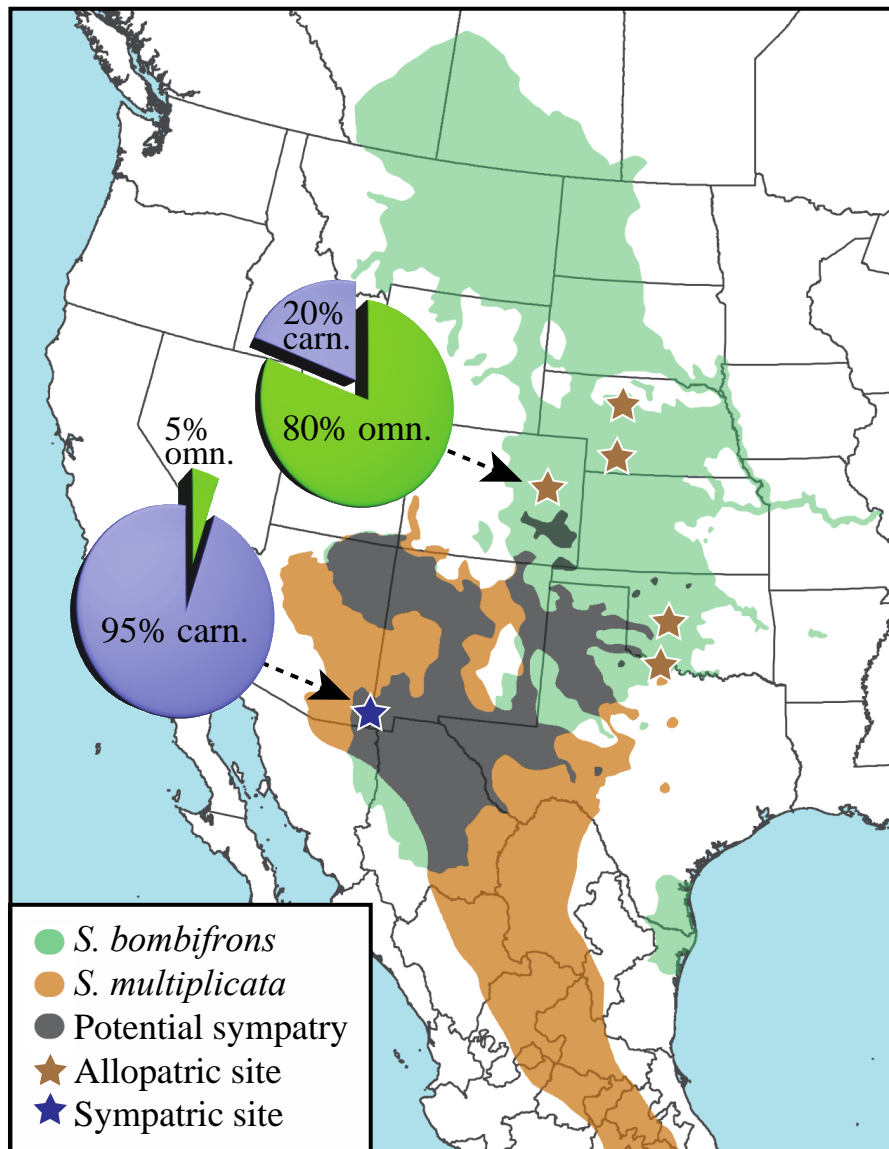 20%
carn.
80% omn.
5%
omn.
95% carn.
S. bombifrons
S. multiplicata
Potential sympatry
Allopatric site
Sympatric site